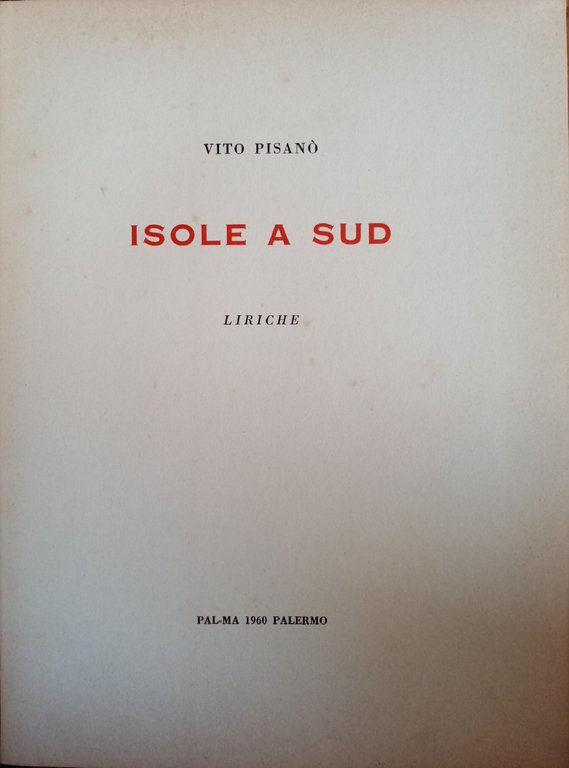 VITO PISANÒ
ISOLE A SUD
LIRICHE
PAL-MA 1960 PALERMO